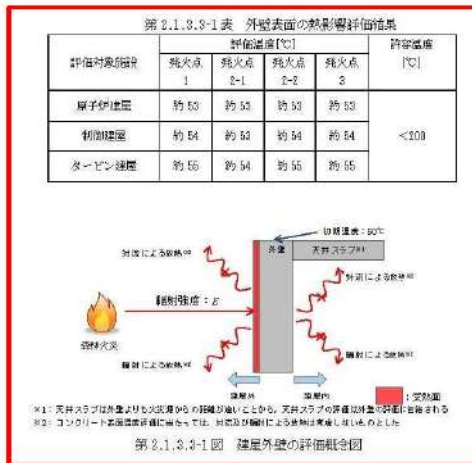 第2.1.3.3-1表 外壁表面の熱影響評価結果
評価対象施設
評価温度[℃]
許容温度
[℃]
発火点
1
発火点
2-1
発火点
2-2
発火点
3
原子炉建屋 約53 約53 約53 約53
制御建屋 約54 約53 約54 約54
<200
タービン建屋 約55 約54 約55 約55
初期温度:50℃
外壁
天井スラブ※1
対流による放熱※2
対流による放熱※2
輻射強度:E
森林火災
輻射による放熱※2
輻射による放熱※2
建屋外
建屋内
:受熱面
※1:天井スラブは外壁よりも火災源からの距離が遠いことから、天井スラブの評価は外壁の評価に包絡される
※2:コンクリート表面温度評価に当たっては、対流及び輻射による放熱は考慮しないものとした
第2.1.3.3-1図 建屋外壁の評価概念図